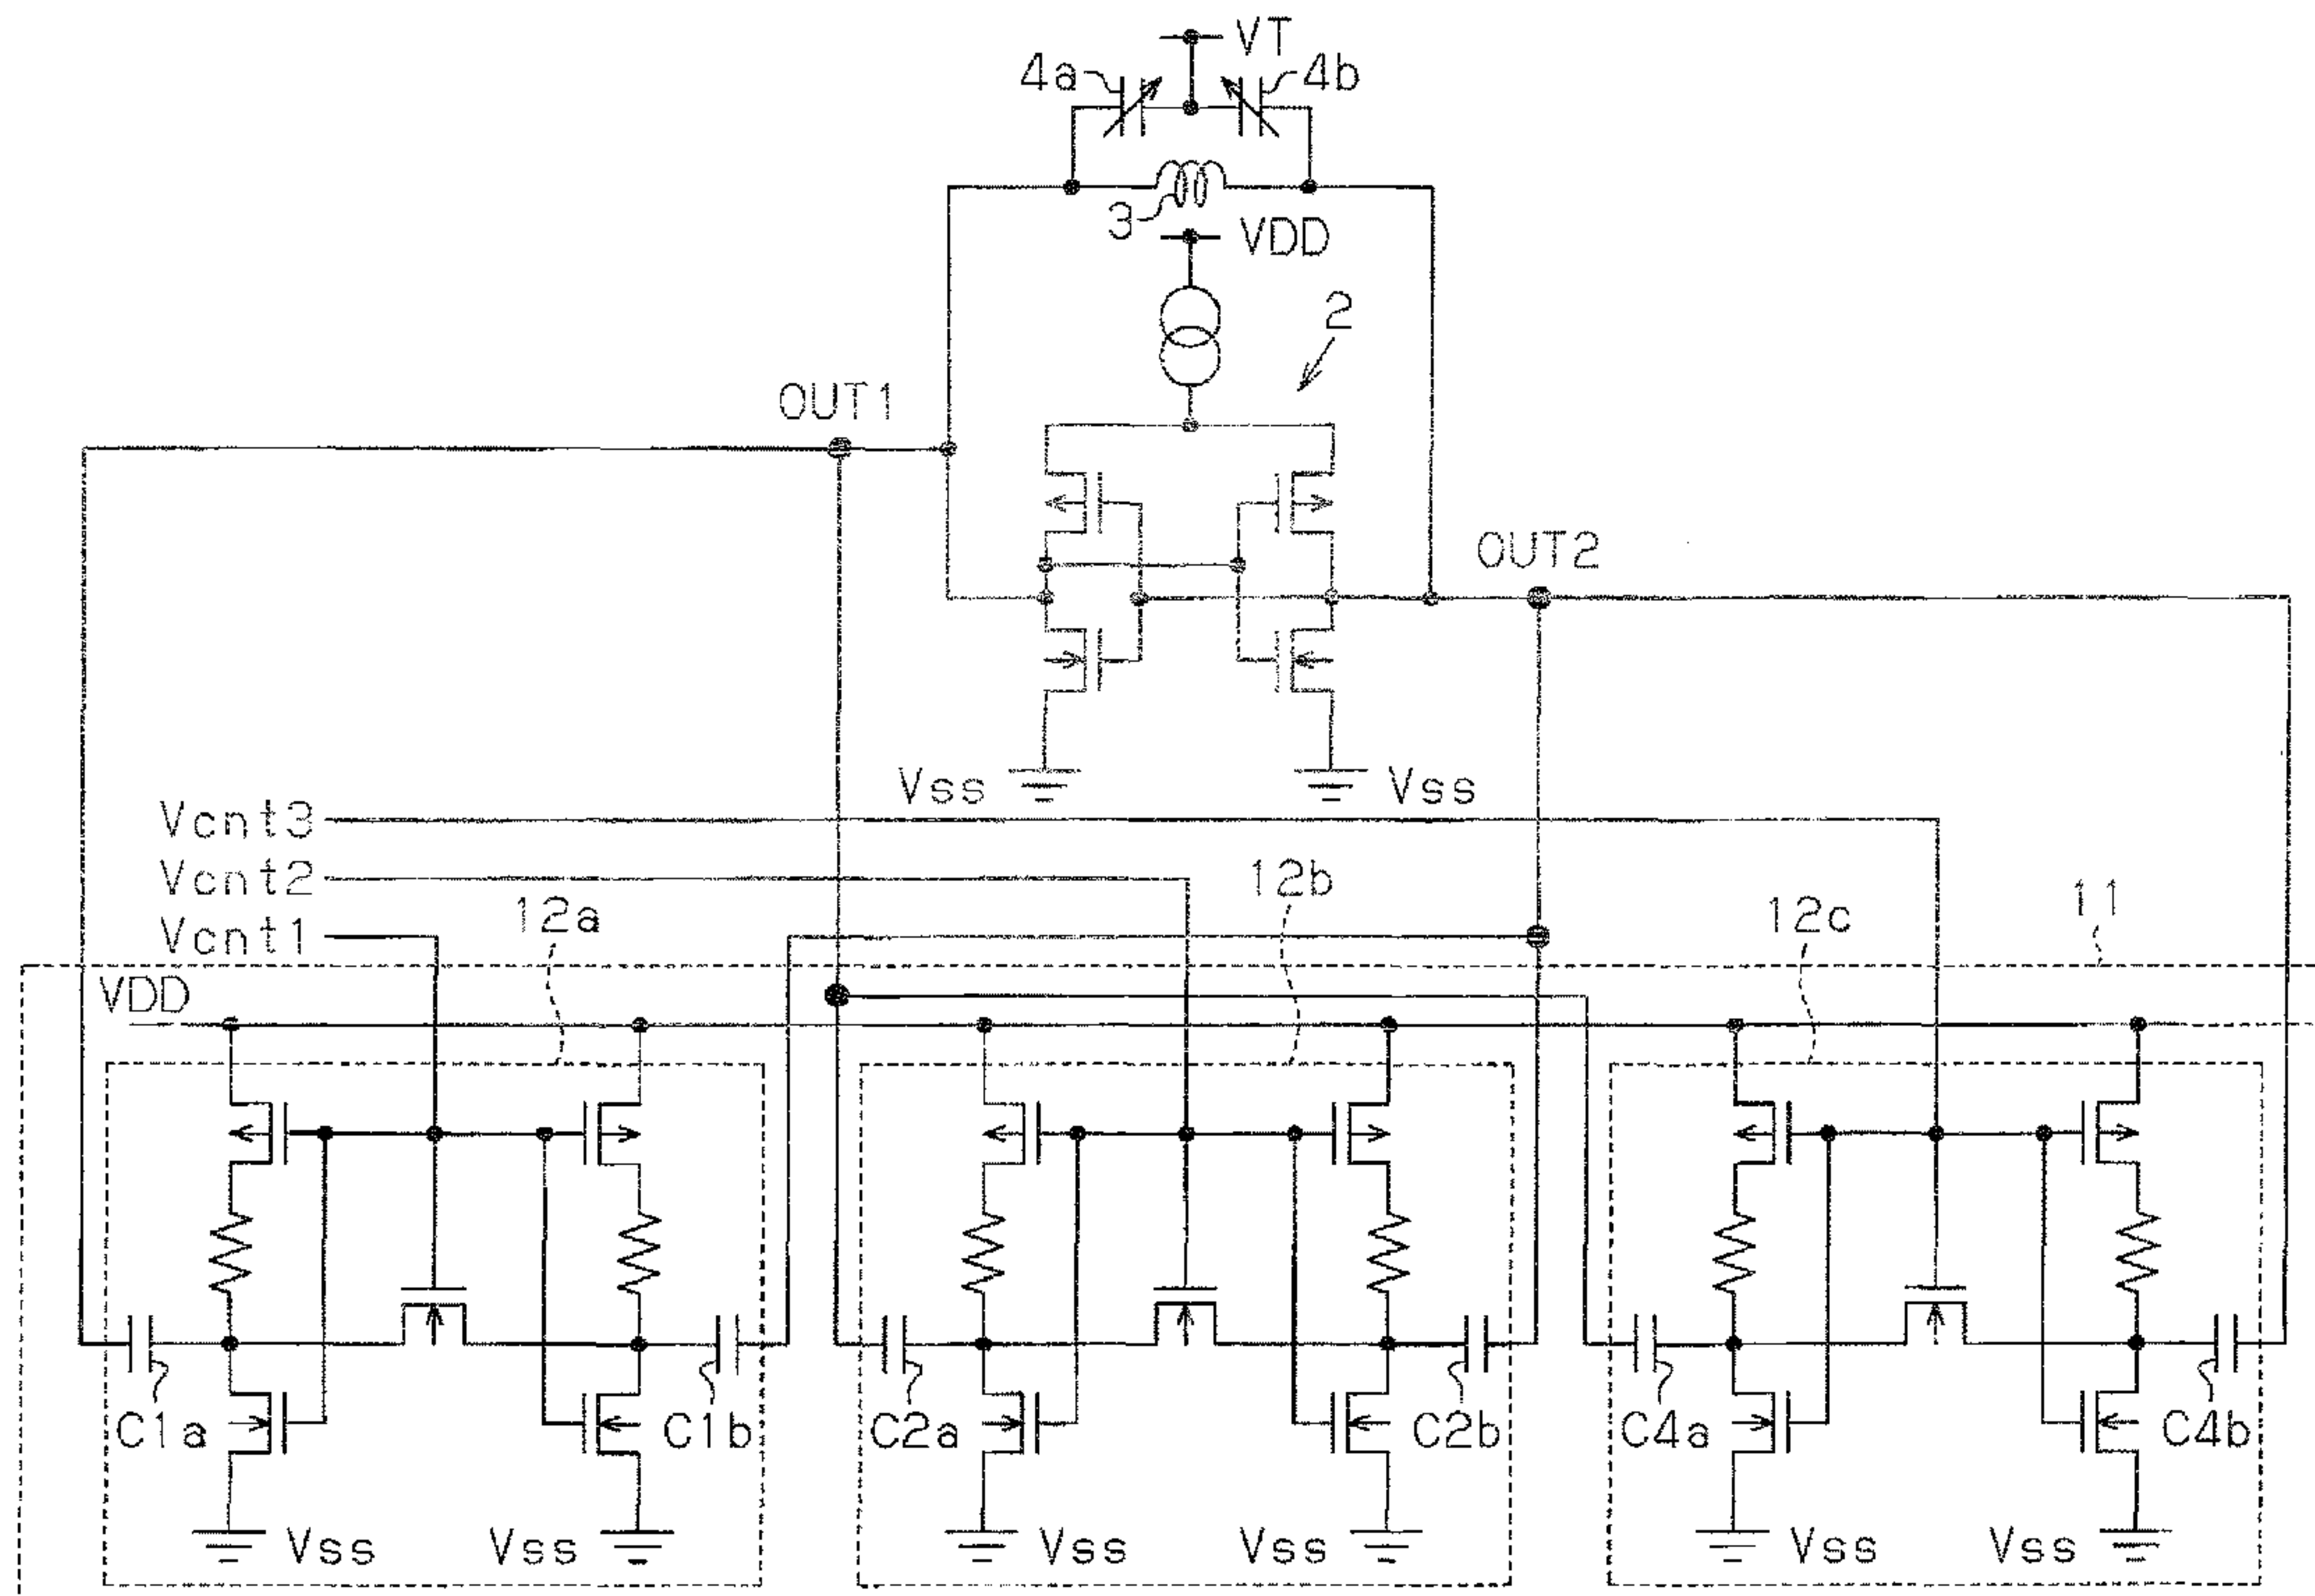 VT
4a
4b
3
VDD
2
OUT1
OUT2
Vss
Vss
Vcnt3
Vcnt2
Vcnt1
12a
12b
12c
11
VDD
C1a
C1b
C2a
C2b
C4a
C4b
Vss
Vss
Vss
Vss
Vss
Vss